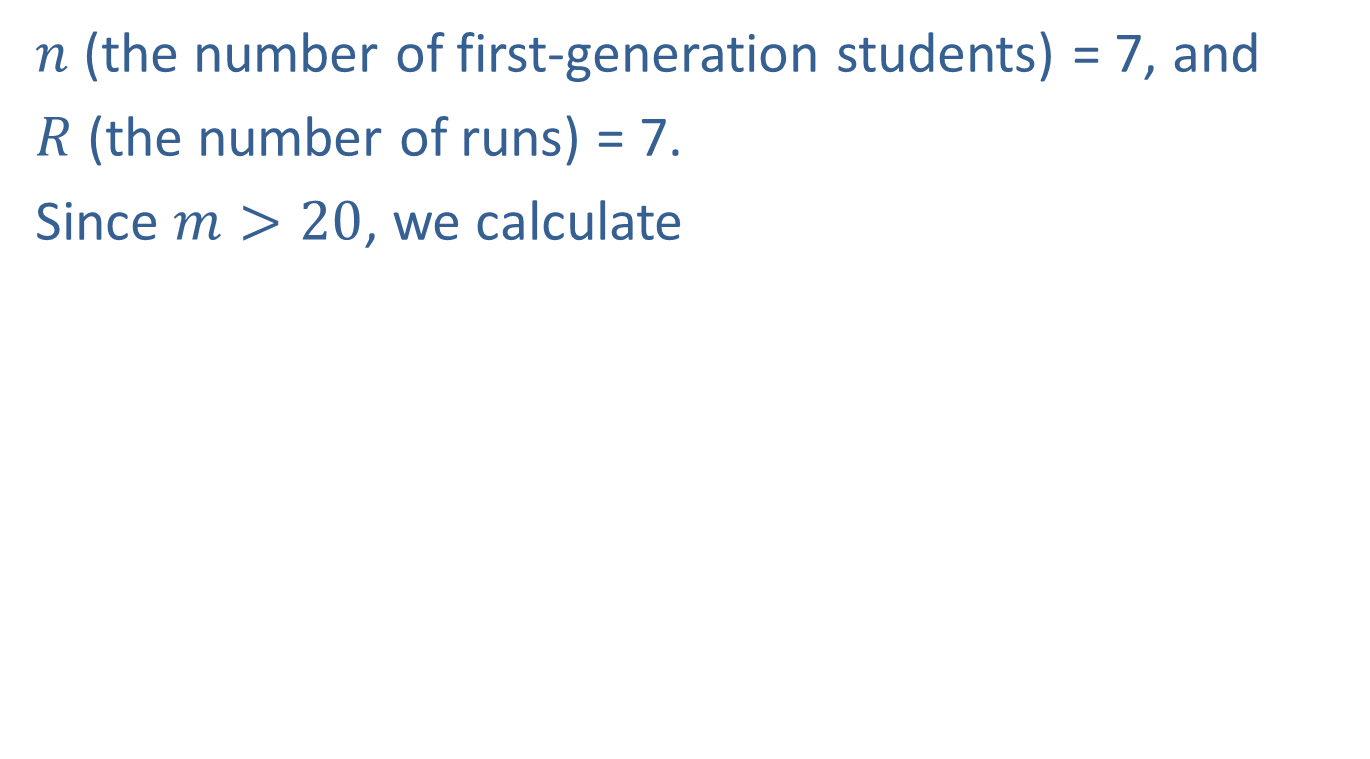 n (the number of first-generation students) = 7, and
R (the number of runs) = 7.
Since m > 20, we calculate